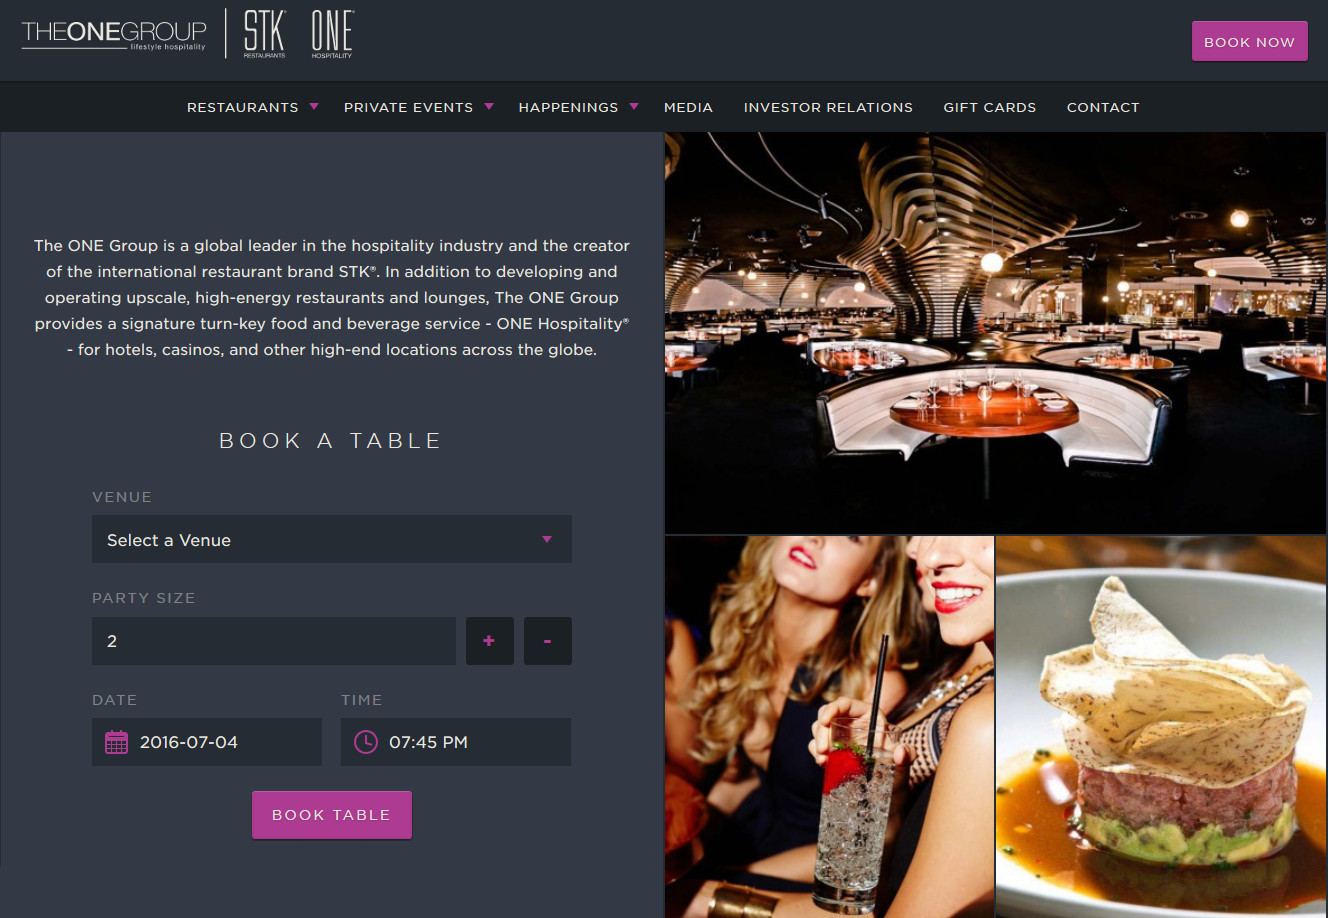 THEONEGROUP
lifestyle hospitality
STK®
RESTAURANTS
ONE®
HOSPITALITY
BOOK NOW
RESTAURANTS
PRIVATE EVENTS
HAPPENINGS
MEDIA
INVESTOR RELATIONS
GIFT CARDS
CONTACT
The ONE Group is a global leader in the hospitality industry and the creator
of the international restaurant brand STK®. In addition to developing and
operating upscale, high-energy restaurants and lounges, The ONE Group
provides a signature turn-key food and beverage service - ONE Hospitality®
- for hotels, casinos, and other high-end locations across the globe.
BOOK A TABLE
VENUE
Select a Venue
PARTY SIZE
2
+
-
DATE
TIME
2016-07-04
07:45 PM
BOOK TABLE